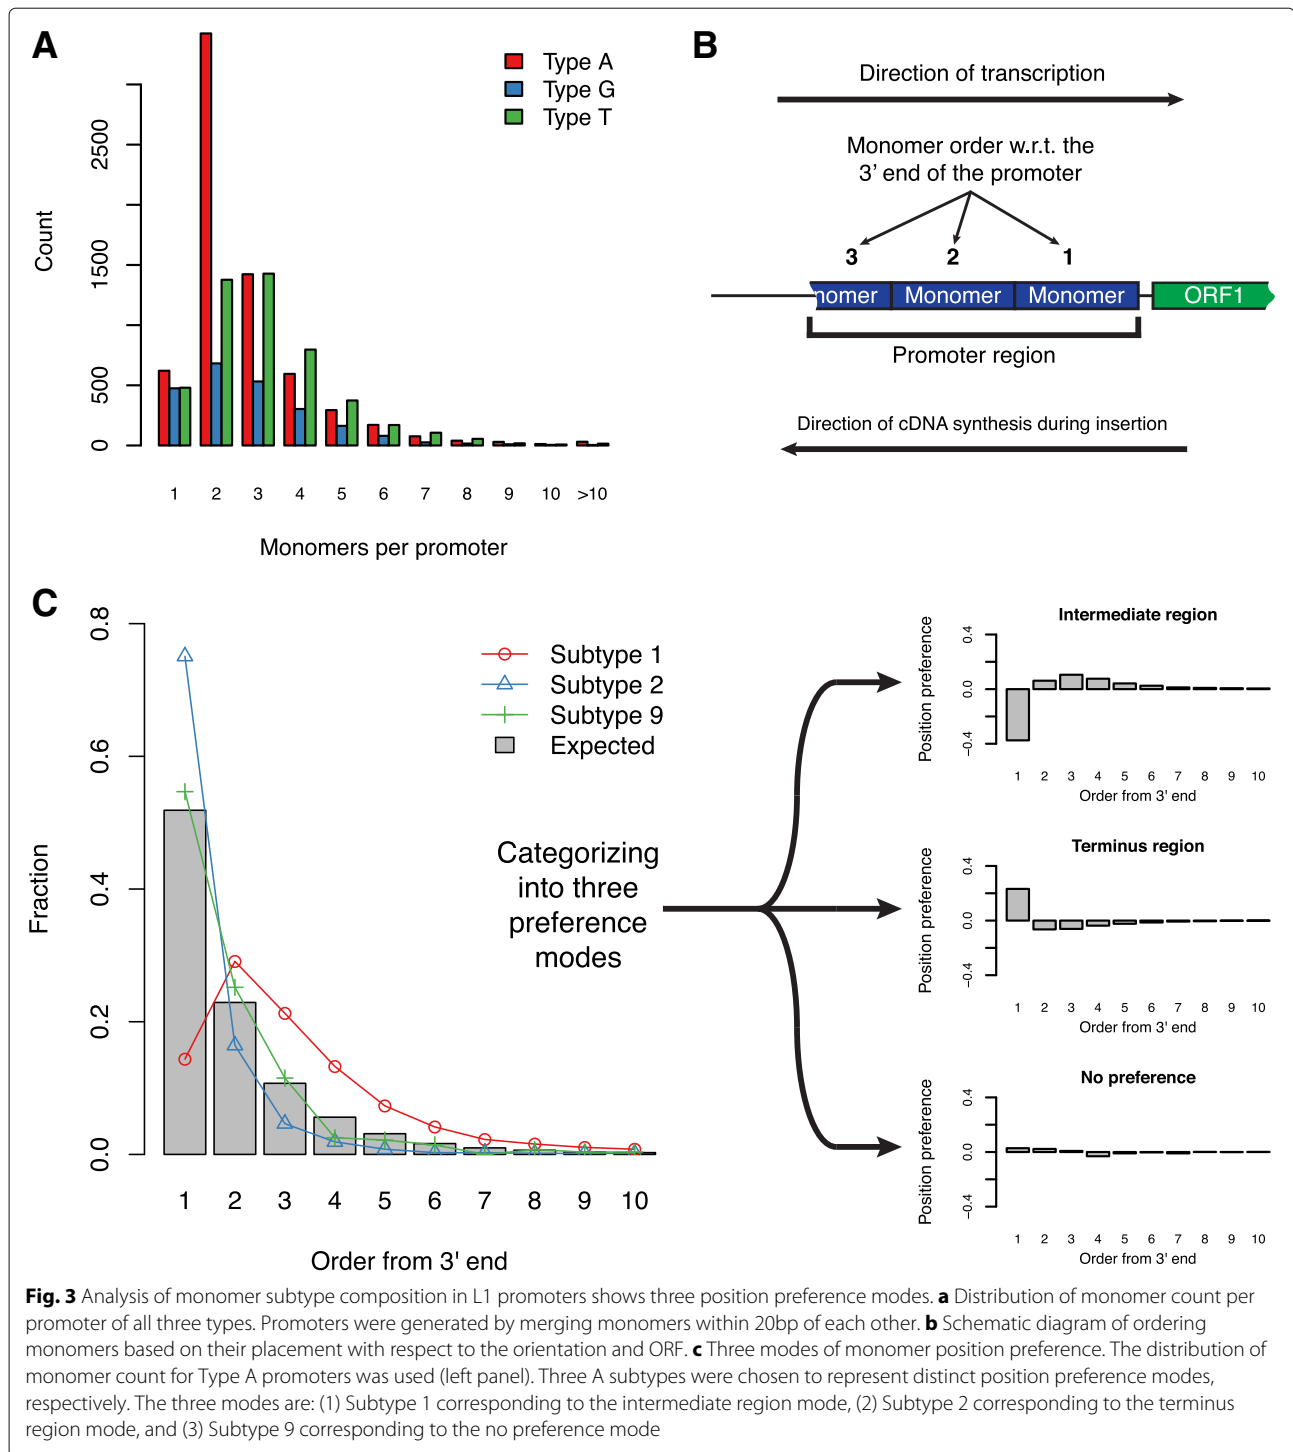 A
Type A
Type G
Type T
Count
0
500
1500
2500
1 2 3 4 5 6 7 8 9 10 >10
Monomers per promoter
B
Direction of transcription
Monomer order w.r.t. the
3' end of the promoter
3 2 1
nomer Monomer Monomer ORF1
Promoter region
Direction of cDNA synthesis during insertion
C
Subtype 1
Subtype 2
Subtype 9
Expected
Fraction
0.0
0.2
0.4
0.6
0.8
1 2 3 4 5 6 7 8 9 10
Order from 3' end
Categorizing
into three
preference
modes
Intermediate region
Position preference
0.4
0.0
−0.4
1 2 3 4 5 6 7 8 9 10
Order from 3' end
Terminus region
Position preference
0.4
0.0
−0.4
1 2 3 4 5 6 7 8 9 10
Order from 3' end
No preference
Position preference
0.4
0.0
−0.4
1 2 3 4 5 6 7 8 9 10
Order from 3' end
Fig. 3 Analysis of monomer subtype composition in L1 promoters shows three position preference modes. a Distribution of monomer count per
promoter of all three types. Promoters were generated by merging monomers within 20bp of each other. b Schematic diagram of ordering
monomers based on their placement with respect to the orientation and ORF. c Three modes of monomer position preference. The distribution of
monomer count for Type A promoters was used (left panel). Three A subtypes were chosen to represent distinct position preference modes,
respectively. The three modes are: (1) Subtype 1 corresponding to the intermediate region mode, (2) Subtype 2 corresponding to the terminus
region mode, and (3) Subtype 9 corresponding to the no preference mode